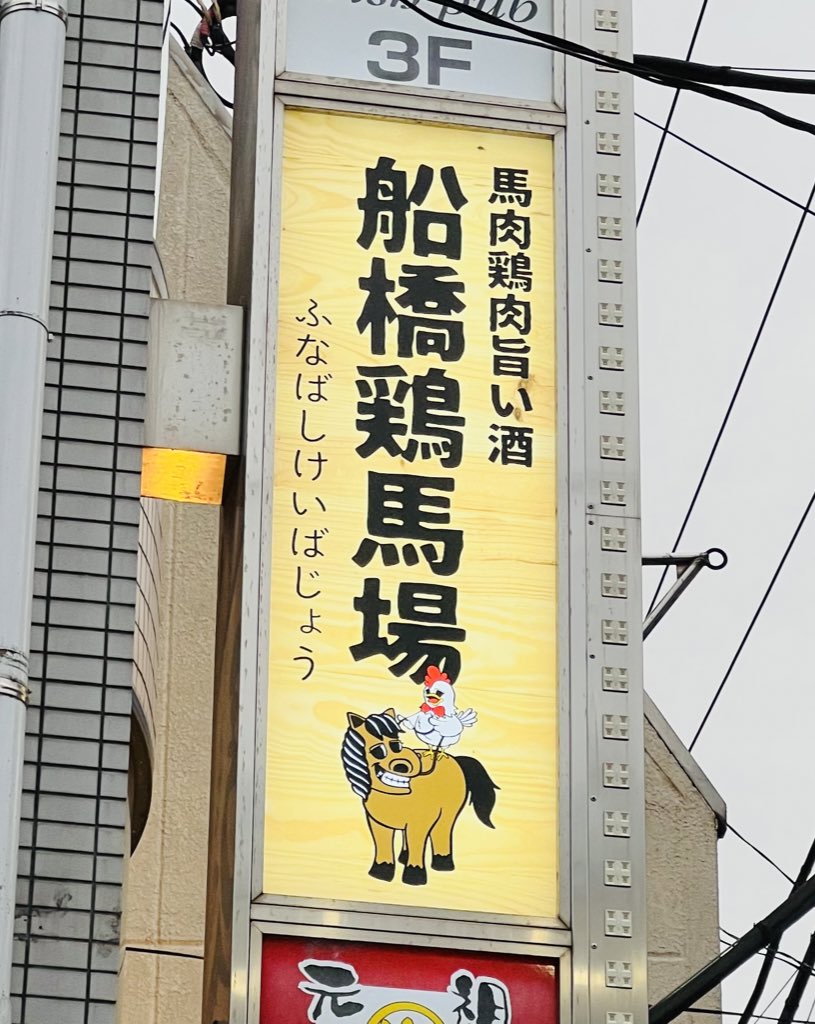 pub
3F
馬肉鶏肉旨い酒
船橋鶏馬場
ふなばしけいばじょう
元祖